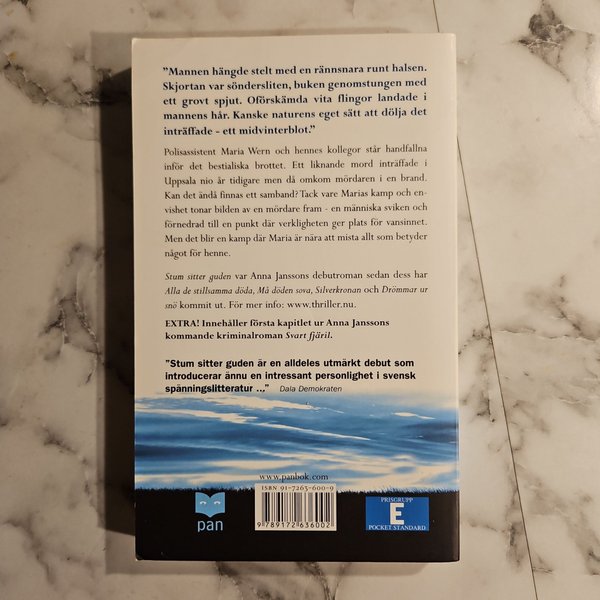 ”Mannen hängde stelt med en rännsnara runt halsen.
Skjortan var söndersliten, buken genomstungen med
ett grovt spjut. Oförskämda vita flingor landade i
mannens hår. Kanske naturens eget sätt att dölja det
inträffade - ett midvinterblot.”
Polisassistent Maria Wern och hennes kollegor står handfallna
inför det bestialiska brottet. Ett liknande mord inträffade i
Uppsala nio år tidigare men då omkom mördaren i en brand.
Kan det ändå finnas ett samband? Tack vare Marias kamp och en-
vishet tonar bilden av en mördare fram - en människa sviken och
förnedrad till en punkt där verkligheten ger plats för vansinnet.
Men det blir en kamp där Maria är nära att mista allt som betyder
något för henne.
Stum sitter guden var Anna Janssons debutroman sedan dess har
Alla de stillsamma döda, Må döden sova, Silverkronan och Drömmar ur
snö kommit ut. För mer info: www.thriller.nu.
EXTRA! Innehåller första kapitlet ur Anna Janssons
kommande kriminalroman Svart fjäril.
”Stum sitter guden är en alldeles utmärkt debut som
introducerar ännu en intressant personlighet i svensk
spänningslitteratur ...” Dala Demokraten
www.panbok.com
ISBN 91-7263-600-9
9 789172 636002
pan
PRISGRUPP
E
POCKET STANDARD